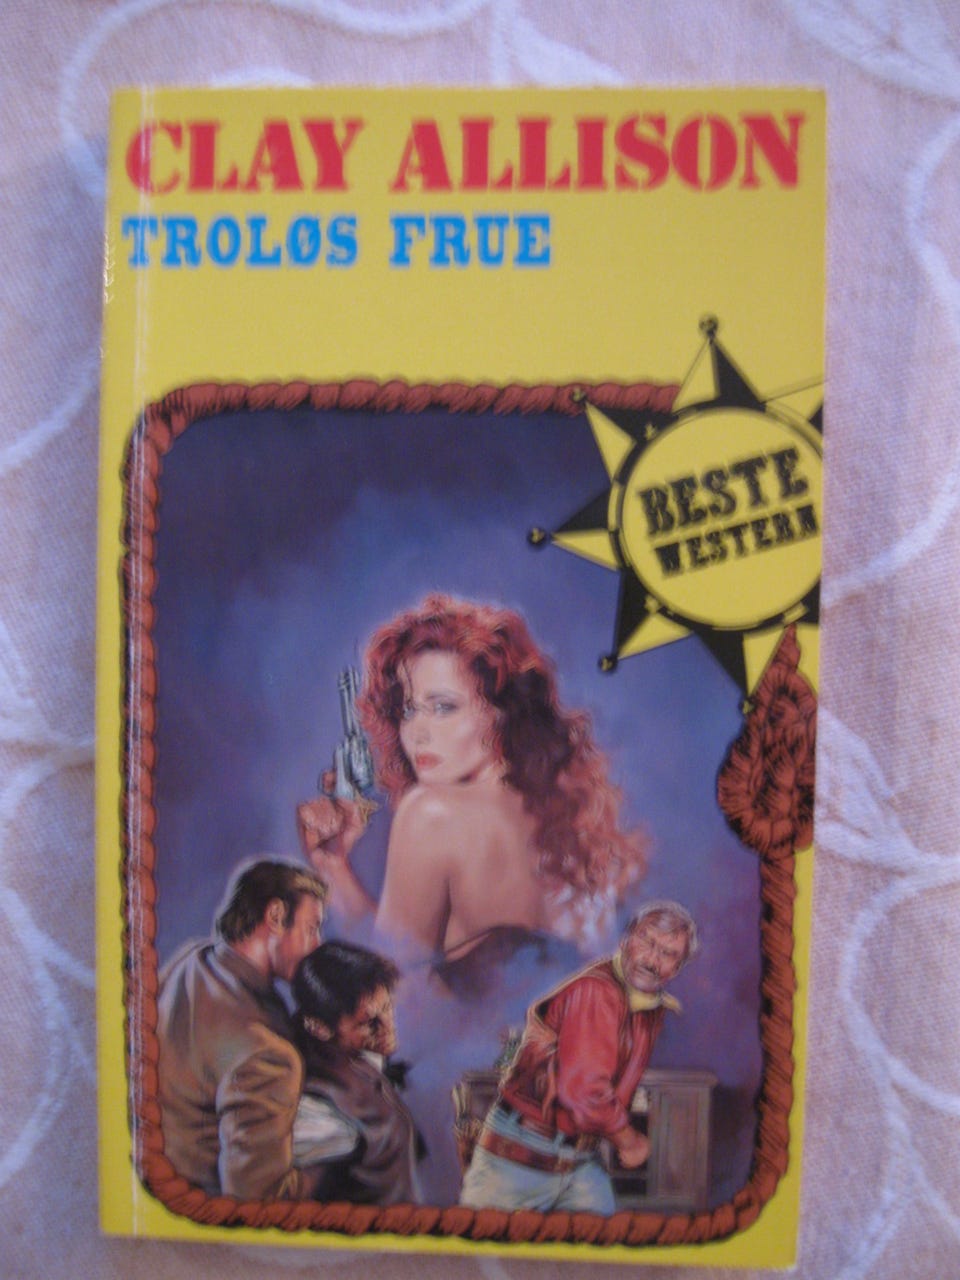 CLAY ALLISON
TROLØS FRUE
BESTE
WESTERN